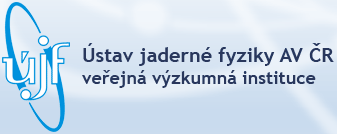 újf
Ústav jaderné fyziky AV ČR
veřejná výzkumná instituce